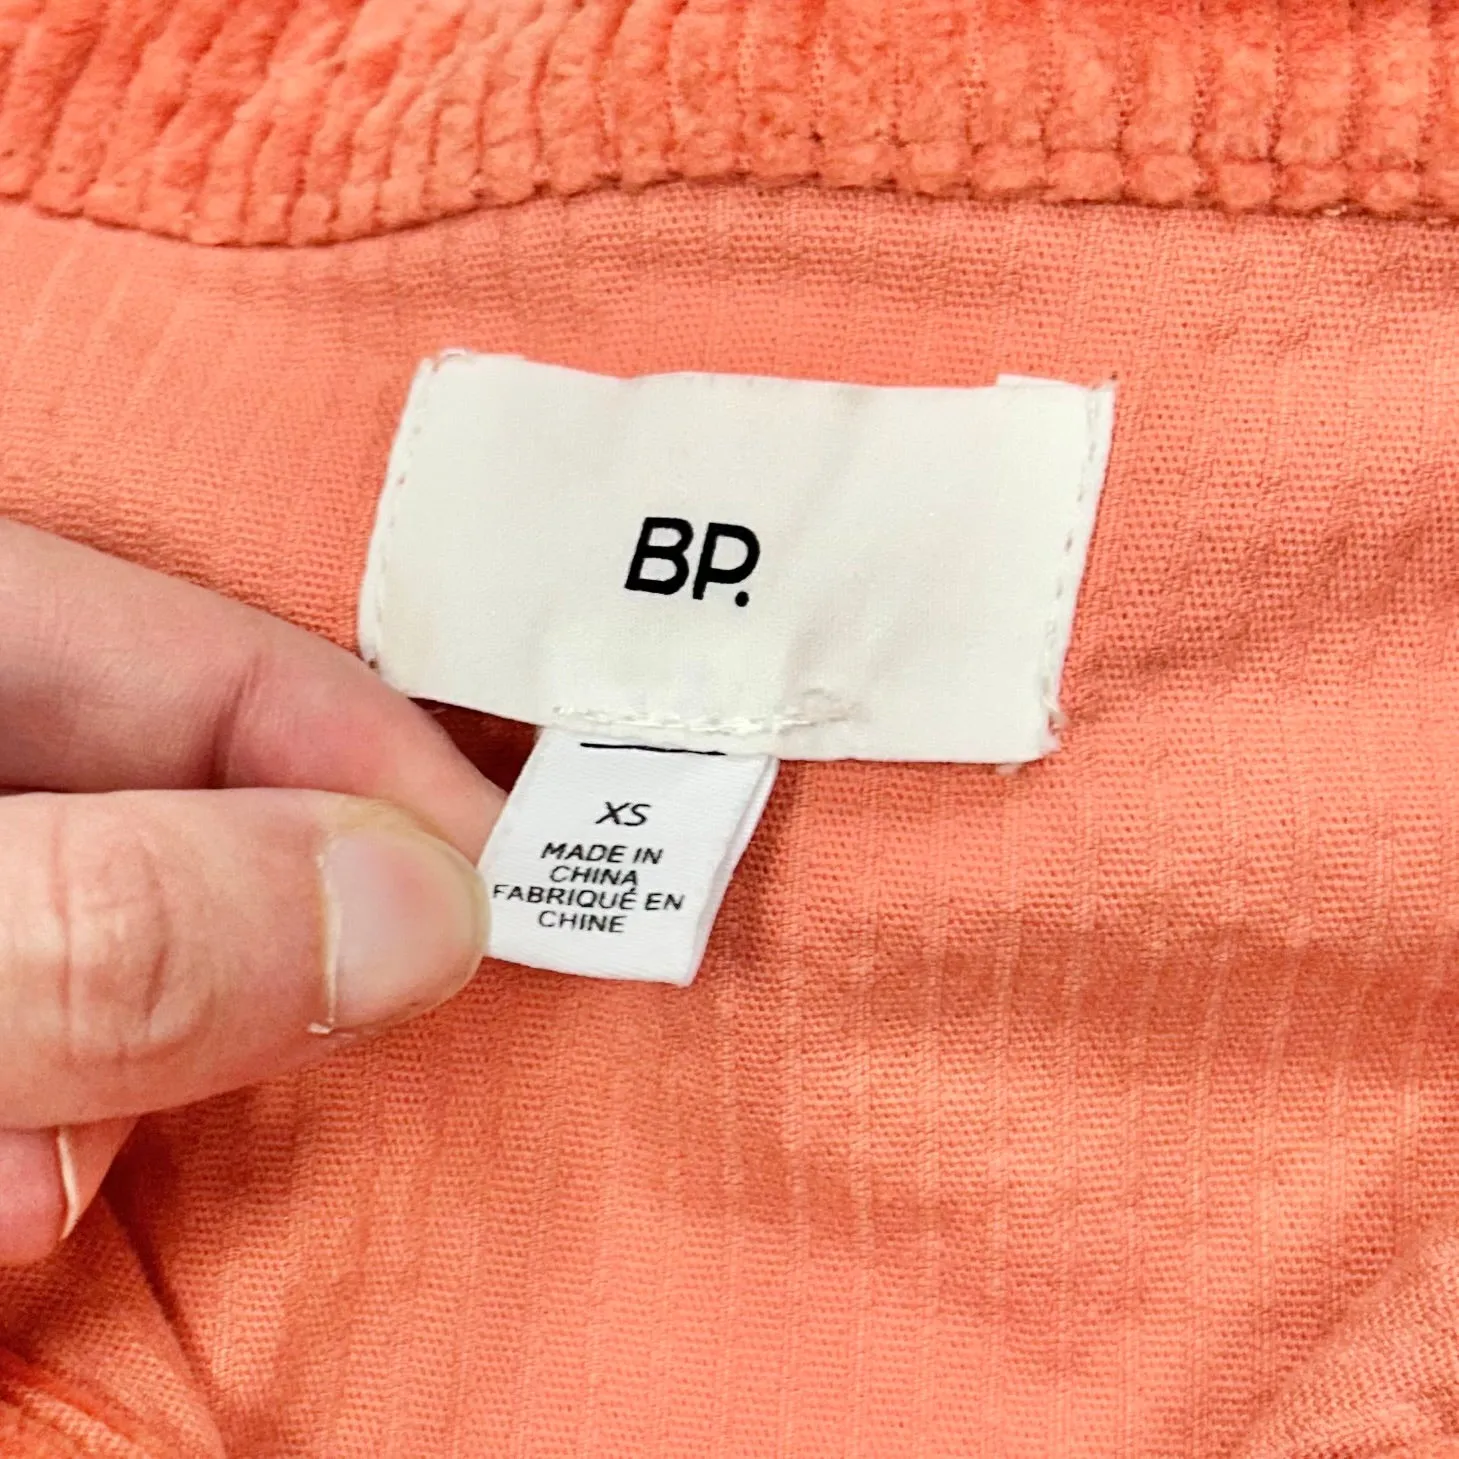 BP.
XS
MADE IN
CHINA
FABRIQUÉ EN
CHINE